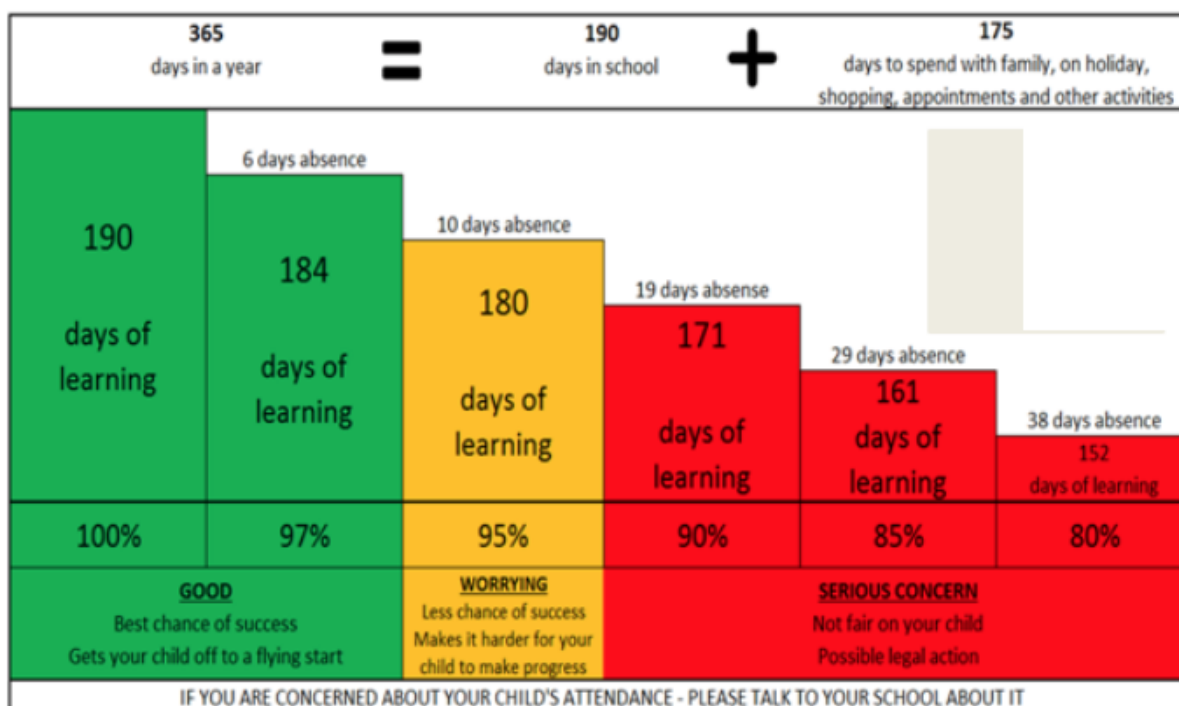 365
days in a year
=
190
days in school
+
175
days to spend with family, on holiday,
shopping, appointments and other activities
190
days of
learning
100%
6 days absence
184
days of
learning
97%
10 days absence
180
days of
learning
95%
19 days absense
171
days of
learning
90%
29 days absence
161
days of
learning
85%
38 days absence
152
days of learning
80%
GOOD
Best chance of success
Gets your child off to a flying start
WORRYING
Less chance of success
Makes it harder for your
child to make progress
SERIOUS CONCERN
Not fair on your child
Possible legal action
IF YOU ARE CONCERNED ABOUT YOUR CHILD'S ATTENDANCE - PLEASE TALK TO YOUR SCHOOL ABOUT IT